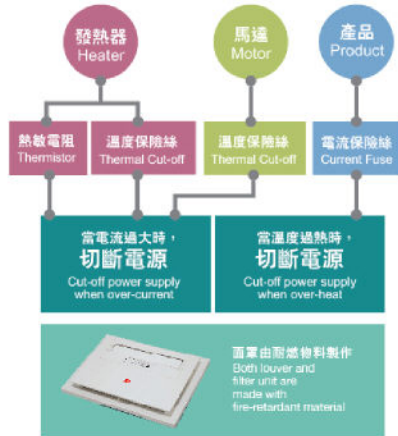 發熱器
Heater
馬達
Motor
產品
Product
熱敏電阻
Thermistor
溫度保險絲
Thermal Cut-off
溫度保險絲
Thermal Cut-off
電流保險絲
Current Fuse
當電流過大時，
切斷電源
Cut-off power supply
when over-current
當溫度過熱時，
切斷電源
Cut-off power supply
when over-heat
面罩由耐燃物料製作
Both louver and
filter unit are
made with
fire-retardant material